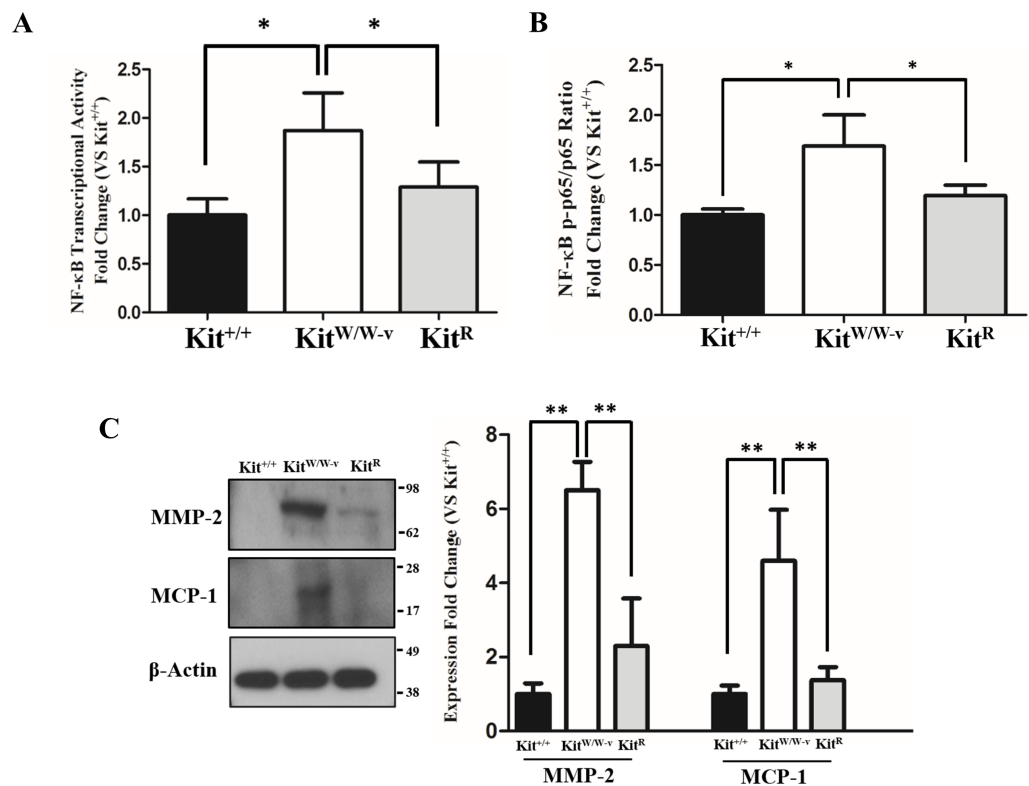 A
NF-κB Transcriptional Activity
Fold Change (VS Kit+/+)
2.5
2.0
1.5
1.0
0.5
0.0
*
*
Kit+/+ KitW/W-v KitR
B
NF-κB p-p65/p65 Ratio
Fold Change (VS Kit+/+)
2.5
2.0
1.5
1.0
0.5
0.0
*
*
Kit+/+ KitW/W-v KitR
C
Kit+/+ KitW/W-v KitR
MMP-2
98
62
MCP-1
28
17
β-Actin
49
38
Expression Fold Change (VS Kit+/+)
8
6
4
2
0
**
**
**
**
Kit+/+ KitW/W-v KitR
Kit+/+ KitW/W-v KitR
MMP-2
MCP-1